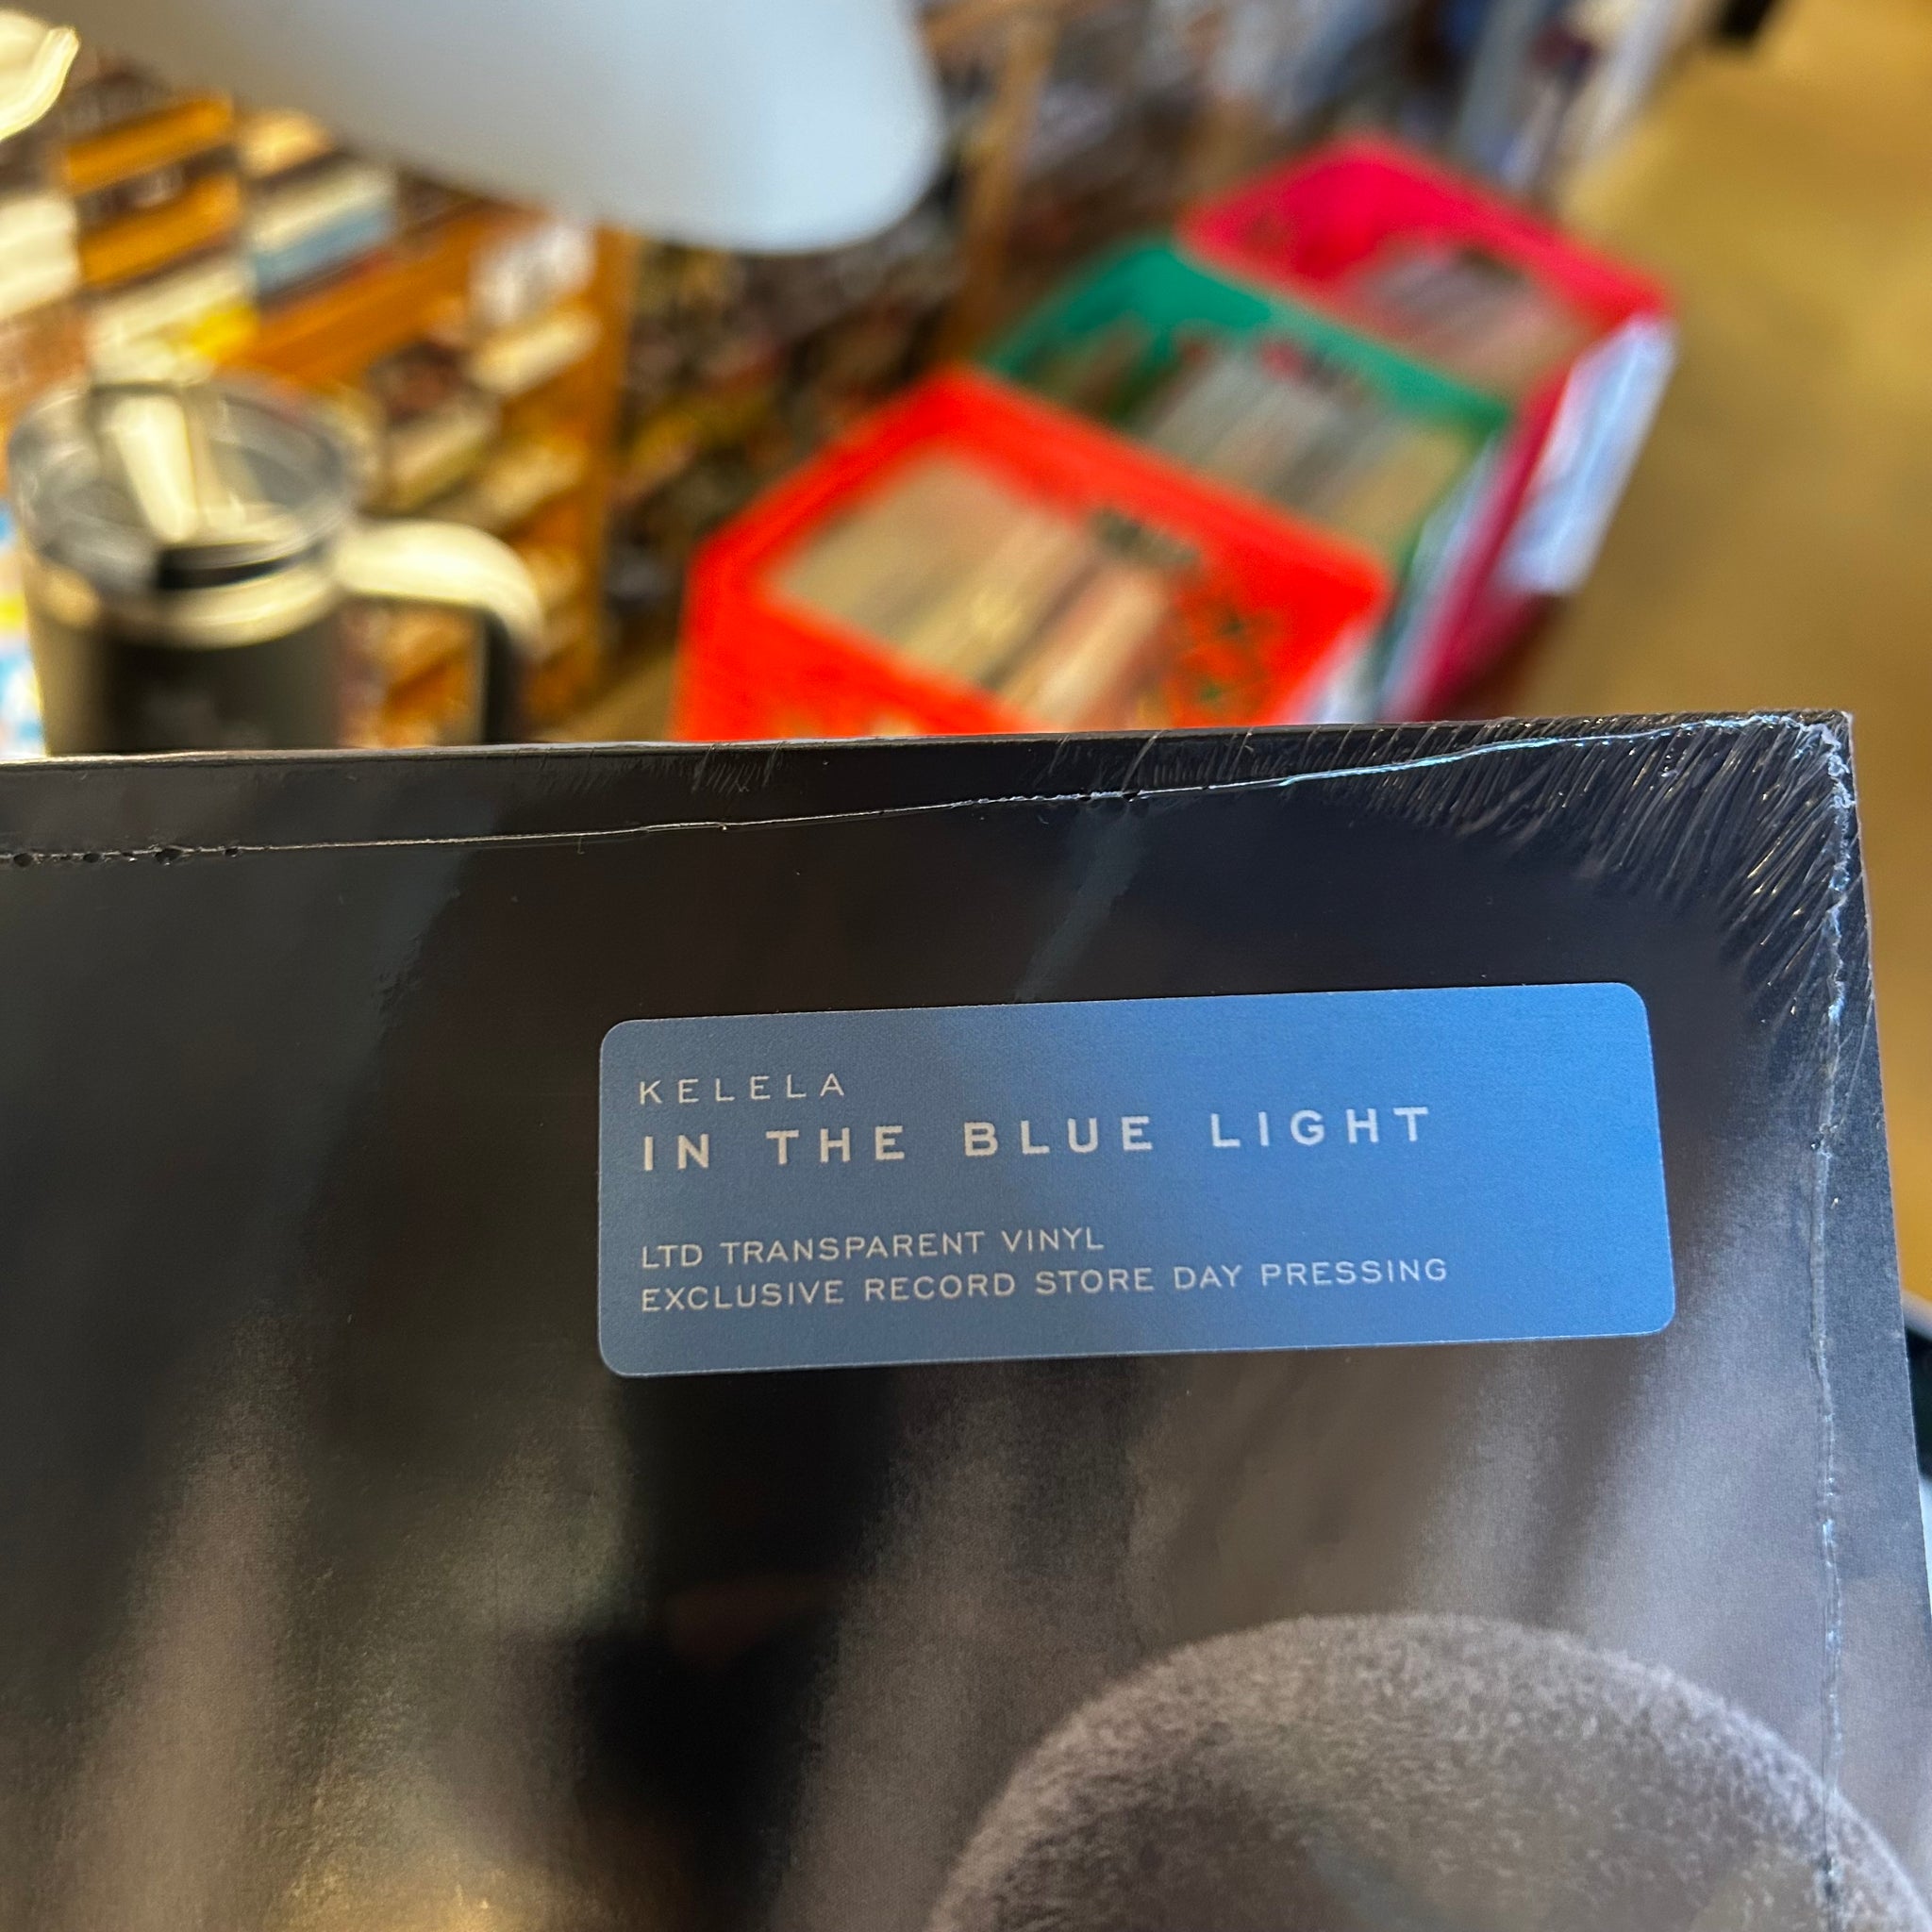 KELELA
IN THE BLUE LIGHT
LTD TRANSPARENT VINYL
EXCLUSIVE RECORD STORE DAY PRESSING